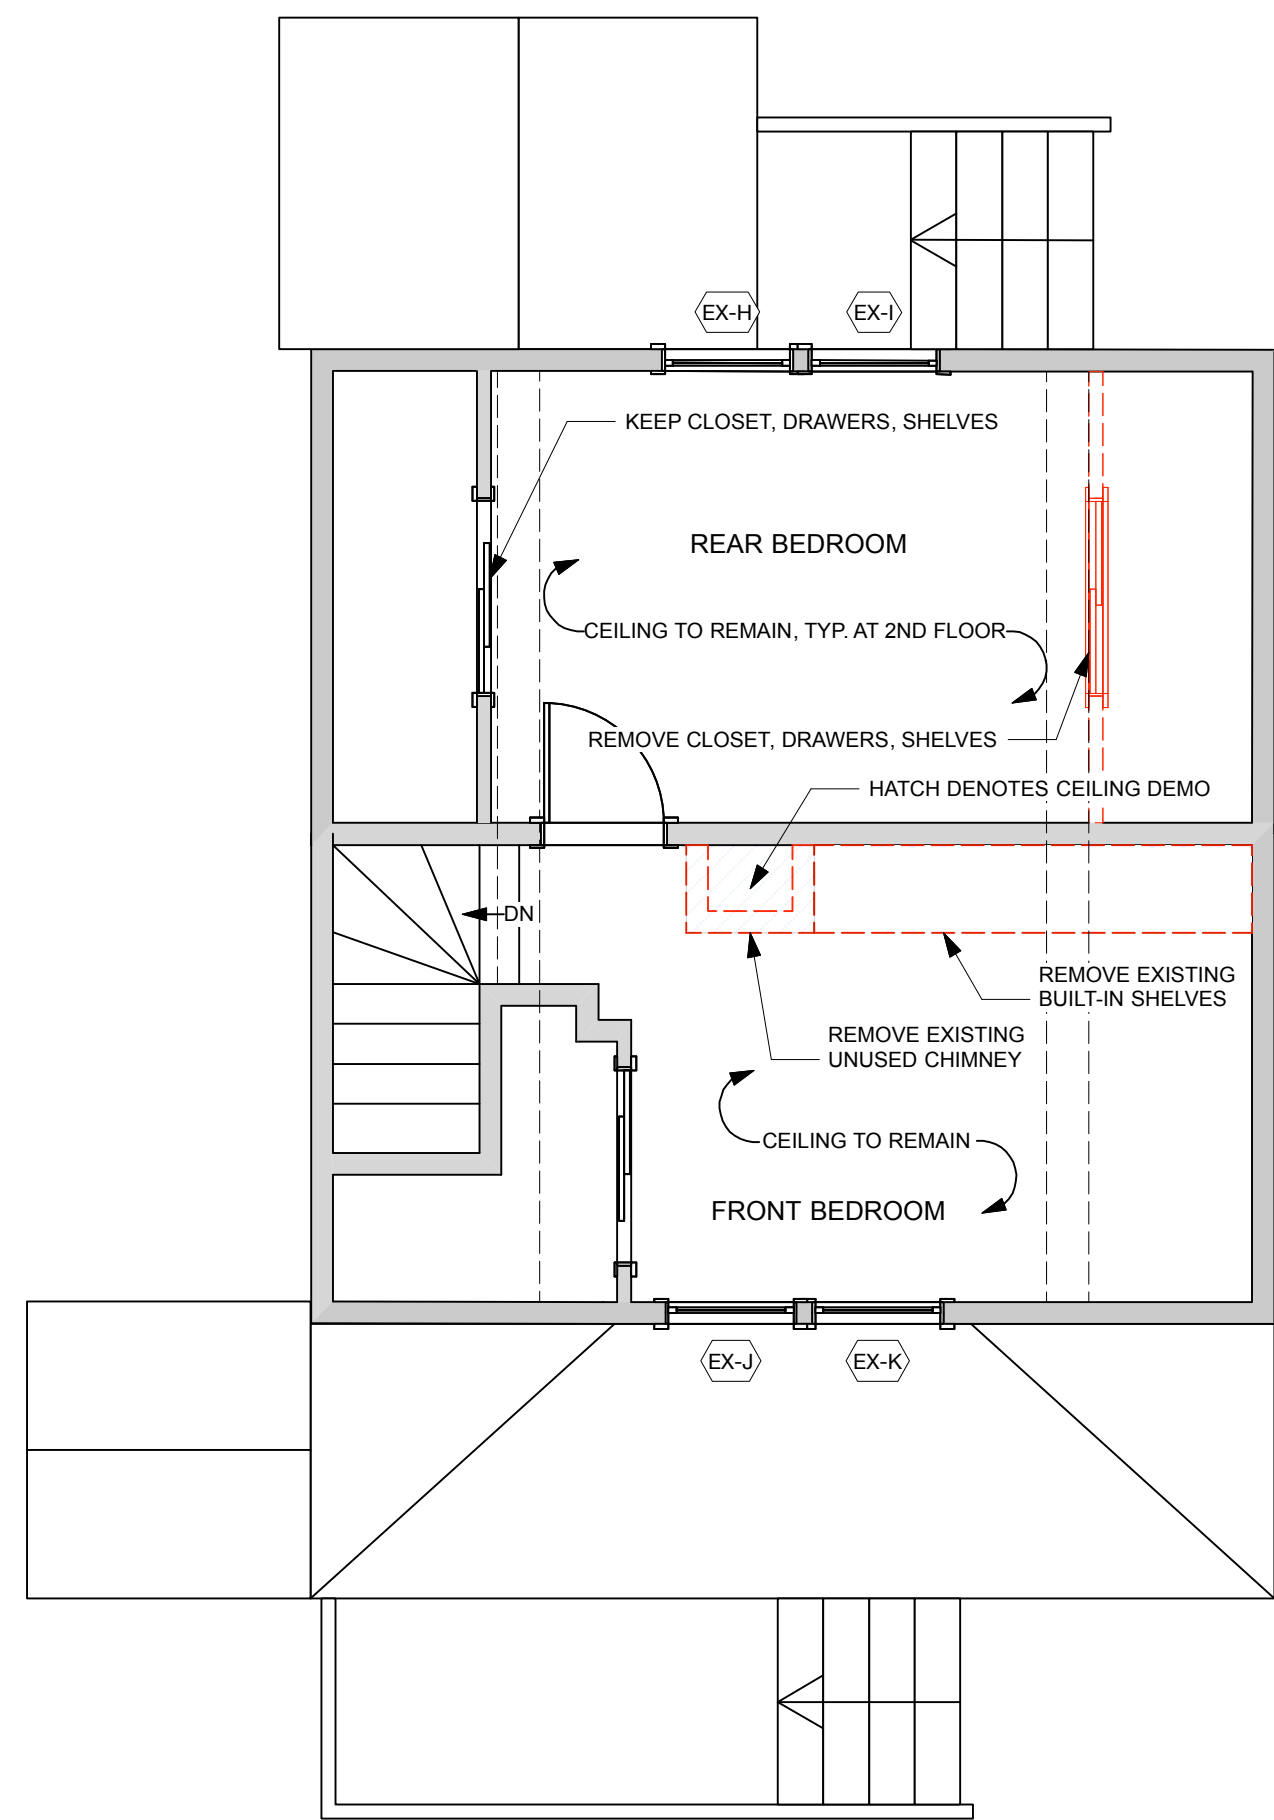 EX-H
EX-I
KEEP CLOSET, DRAWERS, SHELVES
REAR BEDROOM
CEILING TO REMAIN, TYP. AT 2ND FLOOR
REMOVE CLOSET, DRAWERS, SHELVES
HATCH DENOTES CEILING DEMO
DN
REMOVE EXISTING
BUILT-IN SHELVES
REMOVE EXISTING
UNUSED CHIMNEY
CEILING TO REMAIN
FRONT BEDROOM
EX-J
EX-K